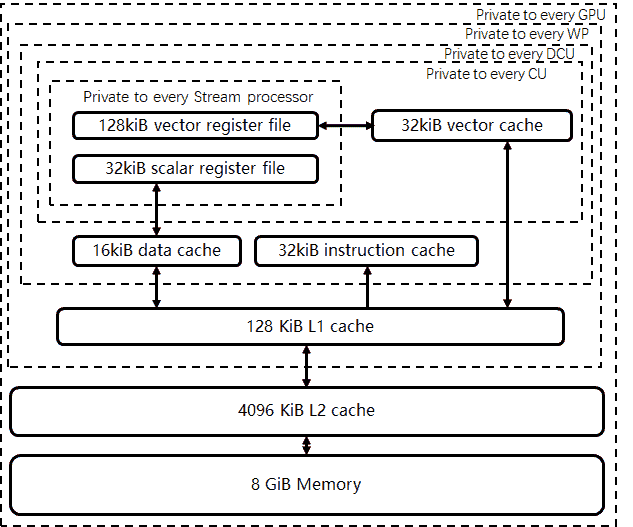 Private to every GPU
Private to every WP
Private to every DCU
Private to every CU
Private to every Stream processor
128kiB vector register file
32kiB vector cache
32kiB scalar register file
16kiB data cache
32kiB instruction cache
128 KiB L1 cache
4096 KiB L2 cache
8 GiB Memory